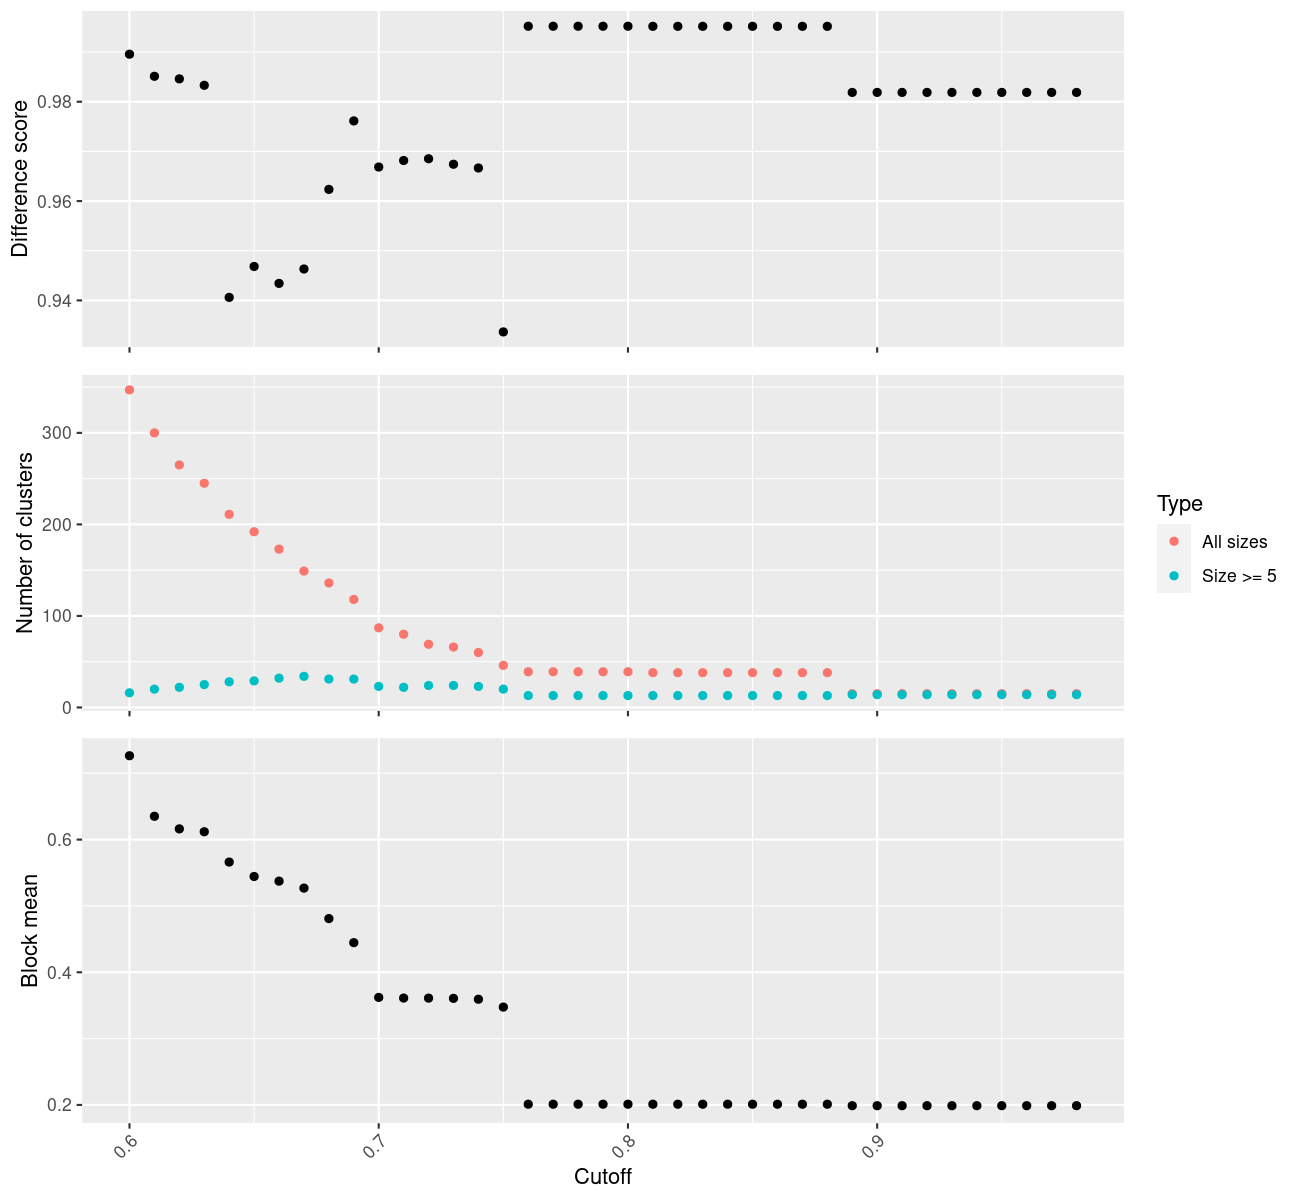 Difference score
0.98
0.96
0.94
Number of clusters
300
200
100
0
Type
All sizes
Size >= 5
Block mean
0.6
0.4
0.2
0.6 0.7 0.8 0.9
Cutoff